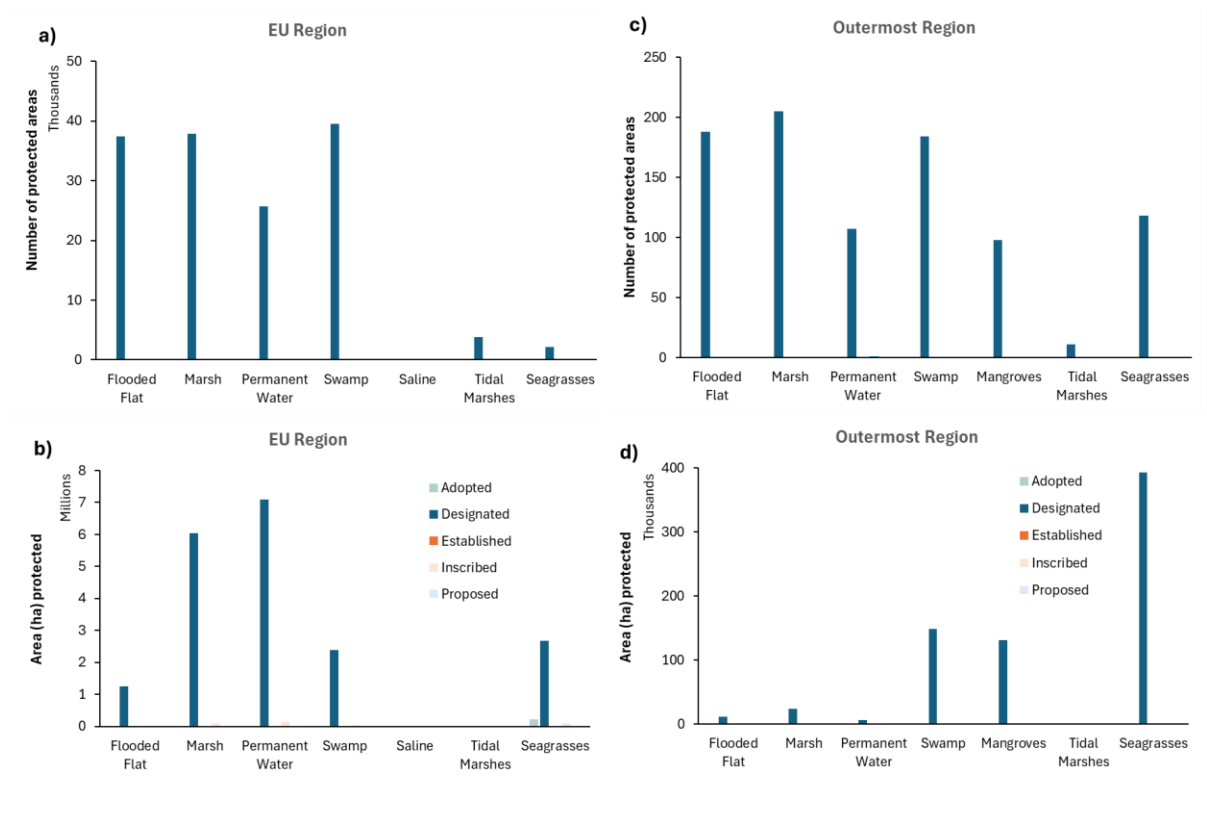 a)
EU Region
Number of protected areas
Thousands
50
40
30
20
10
0
Flooded Flat
Marsh
Permanent Water
Swamp
Saline
Tidal Marshes
Seagrasses
c)
Outermost Region
Number of protected areas
250
200
150
100
50
0
Flooded Flat
Marsh
Permanent Water
Swamp
Mangroves
Tidal Marshes
Seagrasses
b)
EU Region
Area (ha) protected
Millions
8
7
6
5
4
3
2
1
0
Adopted
Designated
Established
Inscribed
Proposed
Flooded Flat
Marsh
Permanent Water
Swamp
Saline
Tidal Marshes
Seagrasses
d)
Outermost Region
Area (ha) protected
Thousands
400
300
200
100
0
Adopted
Designated
Established
Inscribed
Proposed
Flooded Flat
Marsh
Permanent Water
Swamp
Mangroves
Tidal Marshes
Seagrasses